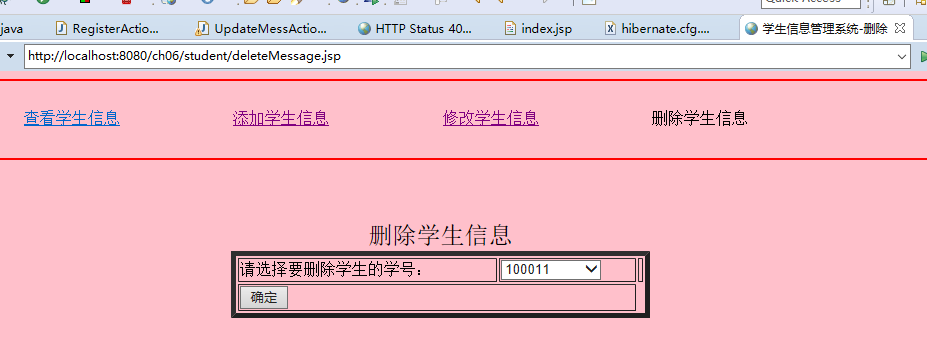 java RegisterActio... UpdateMessActio... HTTP Status 40... index.jsp hibernate.cfg.... 学生信息管理系统-删除
http://localhost:8080/ch06/student/deleteMessage.jsp
查看学生信息 添加学生信息 修改学生信息 删除学生信息
删除学生信息
请选择要删除学生的学号： 100011
确定